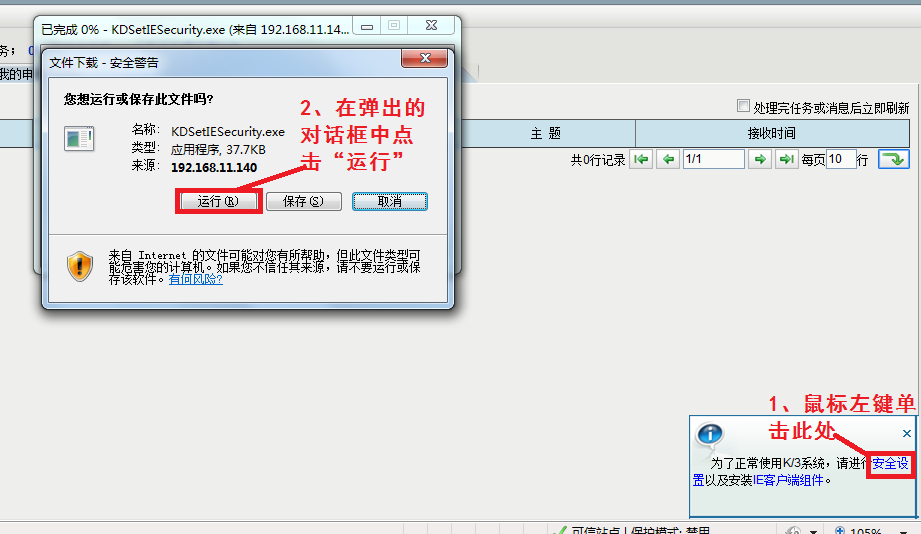 已完成 0% - KDSetIESecurity.exe (来自 192.168.11.14...
务；
我的申
文件下载 - 安全警告
您想运行或保存此文件吗?
名称: KDSetIESecurity.exe
类型: 应用程序, 37.7KB
来源: 192.168.11.140
运行(R) 保存(S) 取消
来自 Internet 的文件可能对您有所帮助，但此文件类型可
能危害您的计算机。如果您不信任其来源，请不要运行或保
存该软件。有何风险?
2、在弹出的
对话框中点
击“运行”
处理完任务或消息后立即刷新
主 题 接收时间
共0行记录 1/1 每页 10 行
1、鼠标左键单
击此处
为了正常使用K/3系统，请进行安全设
置以及安装IE客户端组件。
可信站点 | 保护模式: 禁用 105%